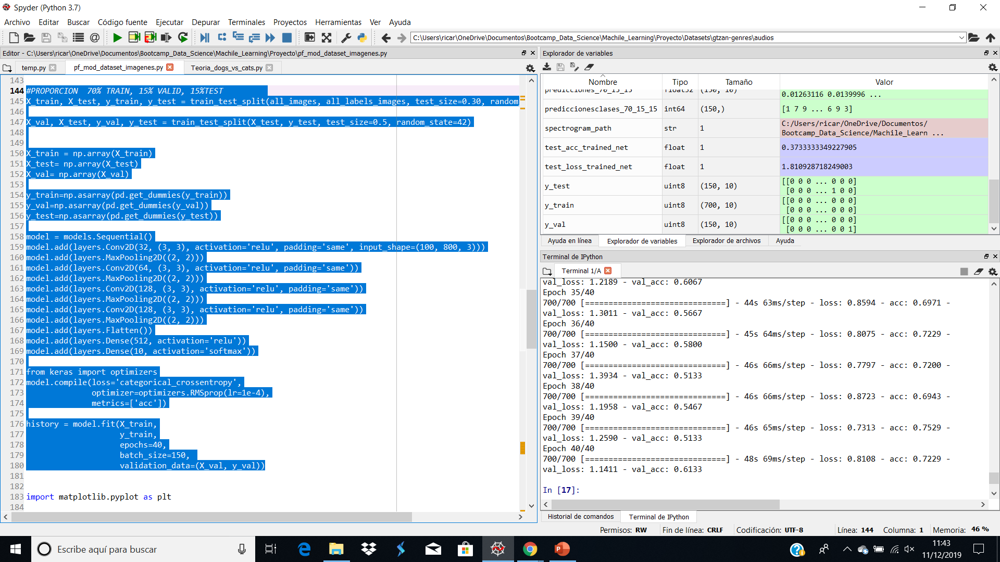 Spyder (Python 3.7)
Archivo Editar Buscar Código fuente Ejecutar Depurar Terminales Proyectos Herramientas Ver Ayuda
C:\Users\ricar\OneDrive\Documentos\Bootcamp_Data_Science\Machile_Learning\Proyecto\Datasets\gtzan-genres\audios
Editor - C:\Users\ricar\OneDrive\Documentos\Bootcamp_Data_Science\Machile_Learning\Proyecto\pf_mod_dataset_imagenes.py
temp.py pf_mod_dataset_imagenes.py Teoria_dogs_vs_cats.py
143
144 #PROPORCION  70% TRAIN, 15% VALID, 15%TEST
145 X_train, X_test, y_train, y_test = train_test_split(all_images, all_labels_images, test_size=0.30, random_
146
147 X_val, X_test, y_val, y_test = train_test_split(X_test, y_test, test_size=0.5, random_state=42)
148
149
150 X_train = np.array(X_train)
151 X_test= np.array(X_test)
152 X_val= np.array(X_val)
153
154 y_train=np.asarray(pd.get_dummies(y_train))
155 y_val=np.asarray(pd.get_dummies(y_val))
156 y_test=np.asarray(pd.get_dummies(y_test))
157
158 model = models.Sequential()
159 model.add(layers.Conv2D(32, (3, 3), activation='relu', padding='same', input_shape=(100, 800, 3)))
160 model.add(layers.MaxPooling2D((2, 2)))
161 model.add(layers.Conv2D(64, (3, 3), activation='relu', padding='same'))
162 model.add(layers.MaxPooling2D((2, 2)))
163 model.add(layers.Conv2D(128, (3, 3), activation='relu', padding='same'))
164 model.add(layers.MaxPooling2D((2, 2)))
165 model.add(layers.Conv2D(128, (3, 3), activation='relu', padding='same'))
166 model.add(layers.MaxPooling2D((2, 2)))
167 model.add(layers.Flatten())
168 model.add(layers.Dense(512, activation='relu'))
169 model.add(layers.Dense(10, activation='softmax'))
170
171 from keras import optimizers
172 model.compile(loss='categorical_crossentropy',
173 optimizer=optimizers.RMSprop(lr=1e-4),
174 metrics=['acc'])
175
176 history = model.fit(X_train,
177 y_train,
178 epochs=40,
179 batch_size=150,
180 validation_data=(X_val, y_val))
181
182
183 import matplotlib.pyplot as plt
184
Explorador de variables
Nombre Tipo Tamaño Valor
predicciones_70_15_15 float32 (150, 10) 0.01263116 0.0139996 ...
prediccionesclases_70_15_15 int64 (150,) [1 7 9 ... 6 9 3]
spectrogram_path str 1 C:/Users/ricar/OneDrive/Documentos/
Bootcamp_Data_Science/Machile_Learn ...
test_acc_trained_net float 1 0.3733333349227905
test_loss_trained_net float 1 1.810928718249003
y_test uint8 (150, 10) [[0 0 0 ... 0 0 0]
[0 0 0 ... 1 0 0]
y_train uint8 (700, 10) [[0 0 0 ... 0 0 0]
[0 0 0 ... 0 0 0]
y_val uint8 (150, 10) [[0 0 0 ... 0 0 0]
[0 0 0 ... 0 0 1]
Ayuda en línea Explorador de variables Explorador de archivos Ayuda
Terminal de IPython
Terminal 1/A
val_loss: 1.2189 - val_acc: 0.6067
Epoch 35/40
700/700 [==============================] - 44s 63ms/step - loss: 0.8594 - acc: 0.6971 -
val_loss: 1.3011 - val_acc: 0.5667
Epoch 36/40
700/700 [==============================] - 45s 64ms/step - loss: 0.8075 - acc: 0.7229 -
val_loss: 1.1500 - val_acc: 0.5800
Epoch 37/40
700/700 [==============================] - 46s 66ms/step - loss: 0.7797 - acc: 0.7200 -
val_loss: 1.3934 - val_acc: 0.5133
Epoch 38/40
700/700 [==============================] - 46s 66ms/step - loss: 0.8723 - acc: 0.6943 -
val_loss: 1.1958 - val_acc: 0.5467
Epoch 39/40
700/700 [==============================] - 46s 65ms/step - loss: 0.7313 - acc: 0.7529 -
val_loss: 1.2590 - val_acc: 0.5133
Epoch 40/40
700/700 [==============================] - 48s 69ms/step - loss: 0.8108 - acc: 0.7229 -
val_loss: 1.1411 - val_acc: 0.6133
In [17]:
Historial de comandos Terminal de IPython
Permisos: RW Fin de línea: CRLF Codificación: UTF-8 Línea: 144 Columna: 1 Memoria: 46 %
Escribe aquí para buscar
11:43
11/12/2019